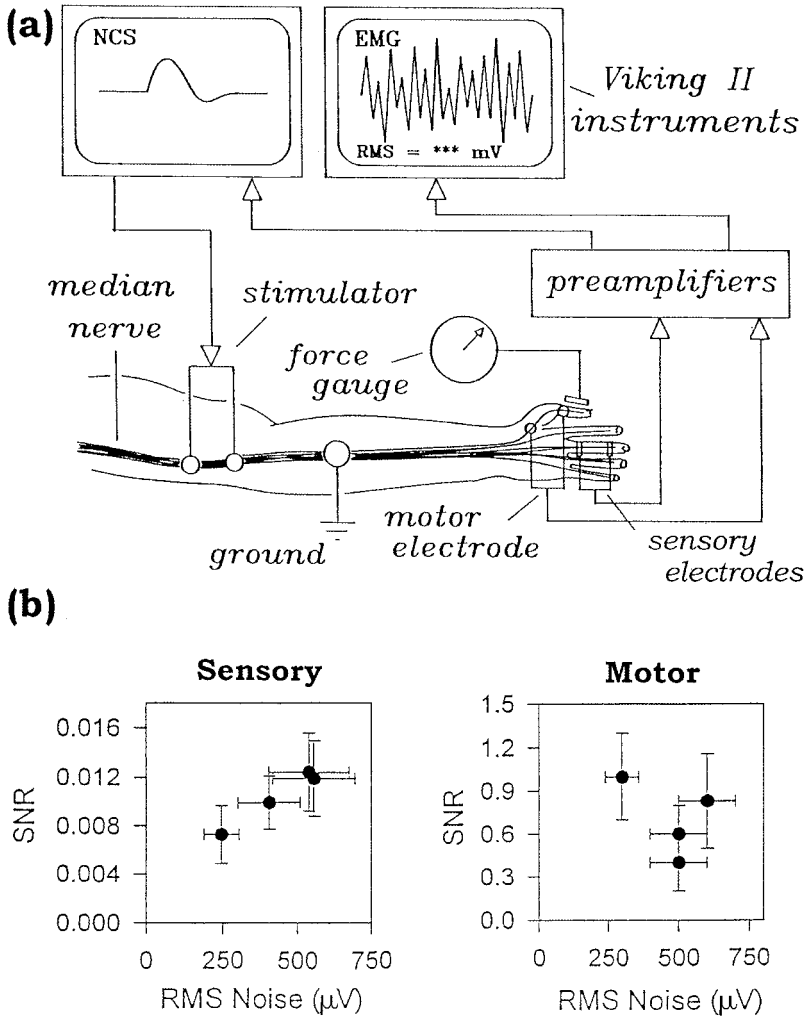 (a)
NCS
EMG
RMS = *** mV
Viking II
instruments
preamplifiers
median
nerve
stimulator
force
gauge
ground
motor
electrode
sensory
electrodes
(b)
Sensory
0.016
0.012
0.008
0.004
0.000
SNR
0 250 500 750
RMS Noise (µV)
Motor
1.5
1.2
0.9
0.6
0.3
0.0
SNR
0 250 500 750
RMS Noise (µV)